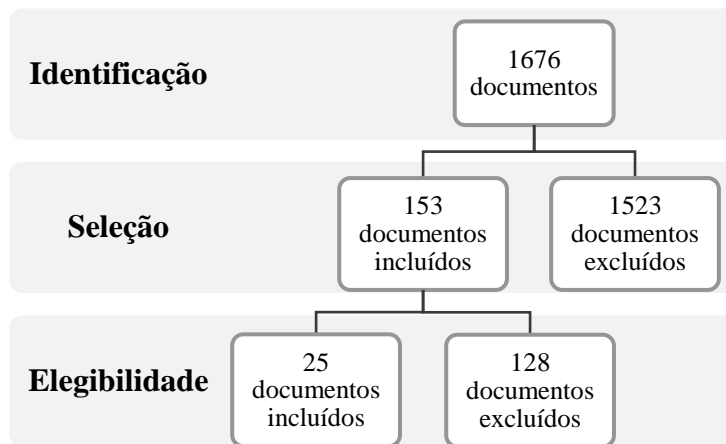 Identificação
1676
documentos
Seleção
153
documentos
incluídos
1523
documentos
excluídos
Elegibilidade
25
documentos
incluídos
128
documentos
excluídos